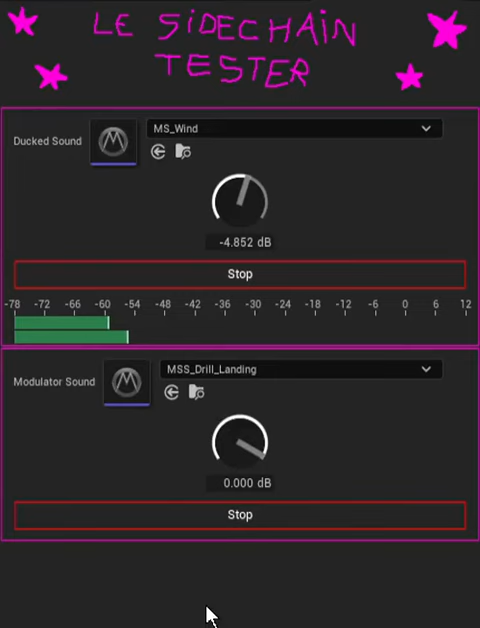 LE SiDECHAiN
TESTER
Ducked Sound
MS_Wind
-4.852 dB
Stop
-78 -72 -66 -60 -54 -48 -42 -36 -30 -24 -18 -12 -6 0 6 12
Modulator Sound
MSS_Drill_Landing
0.000 dB
Stop